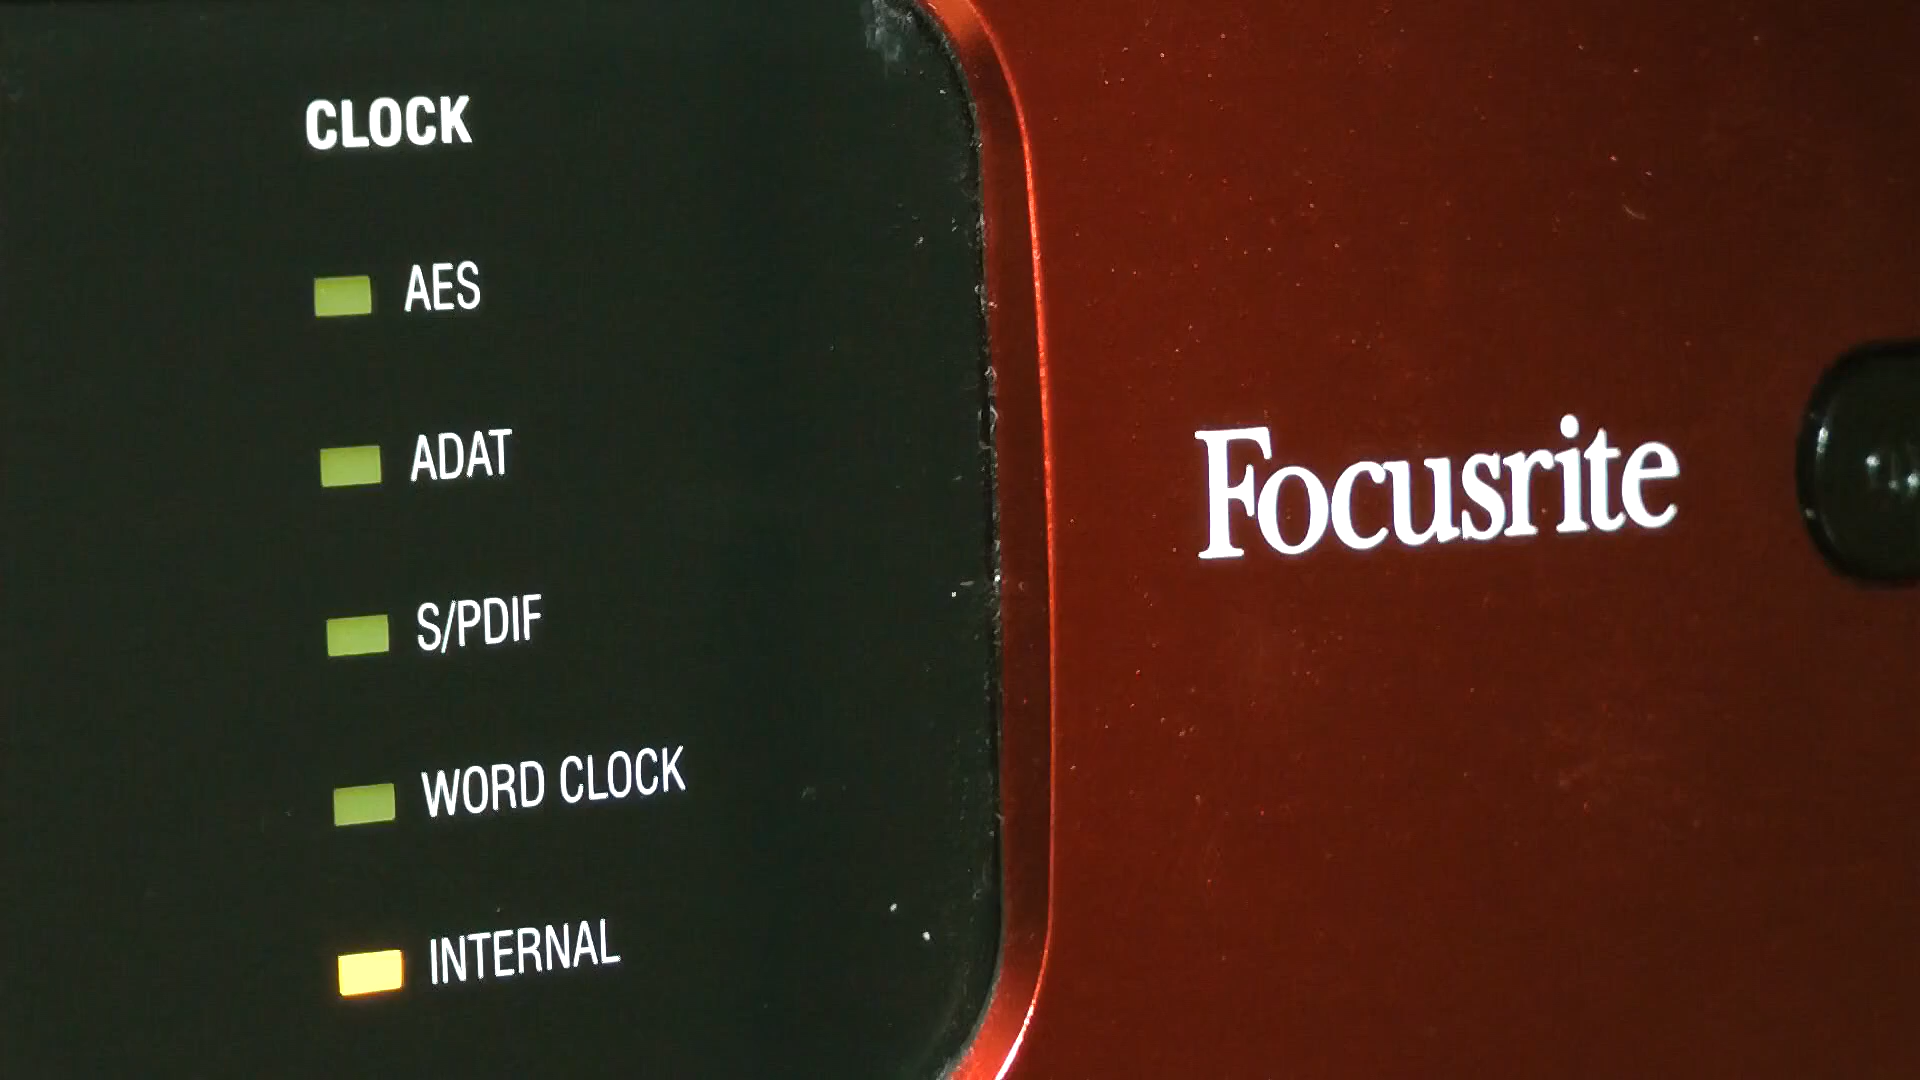 CLOCK
AES
ADAT
S/PDIF
WORD CLOCK
INTERNAL
Focusrite